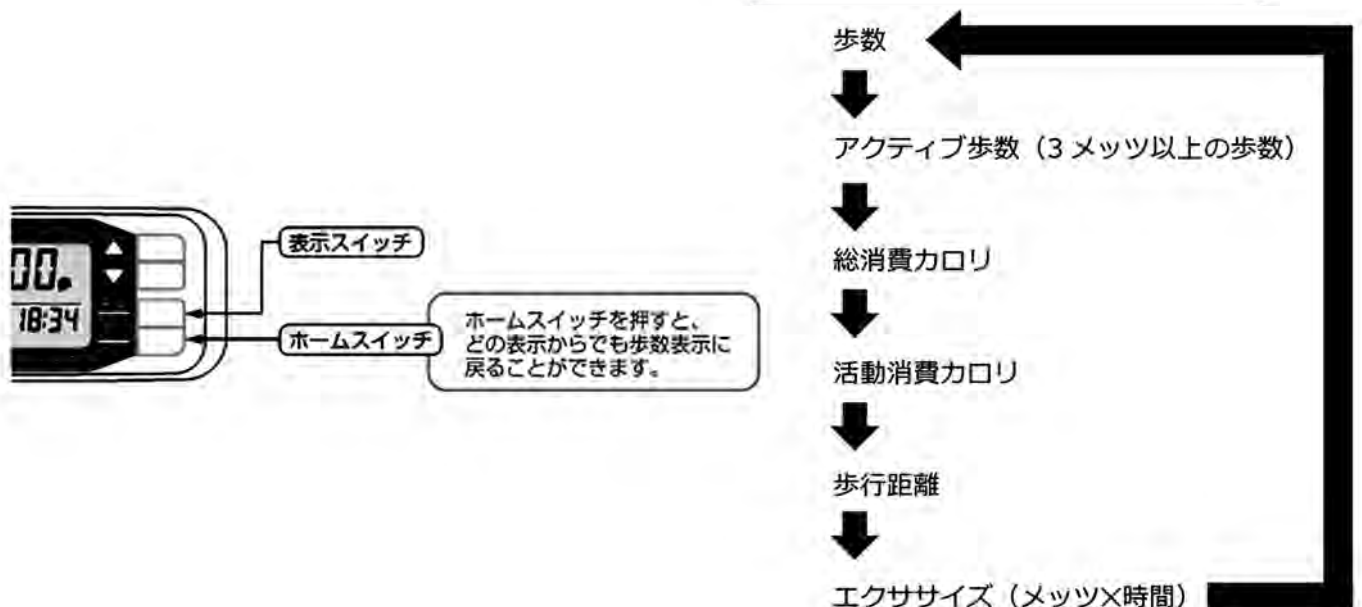 00.
18:34
表示スイッチ
ホームスイッチ
ホームスイッチを押すと、
どの表示からでも歩数表示に
戻ることができます。
歩数
アクティブ歩数（3 メッツ以上の歩数）
総消費カロリ
活動消費カロリ
歩行距離
エクササイズ（メッツ×時間）